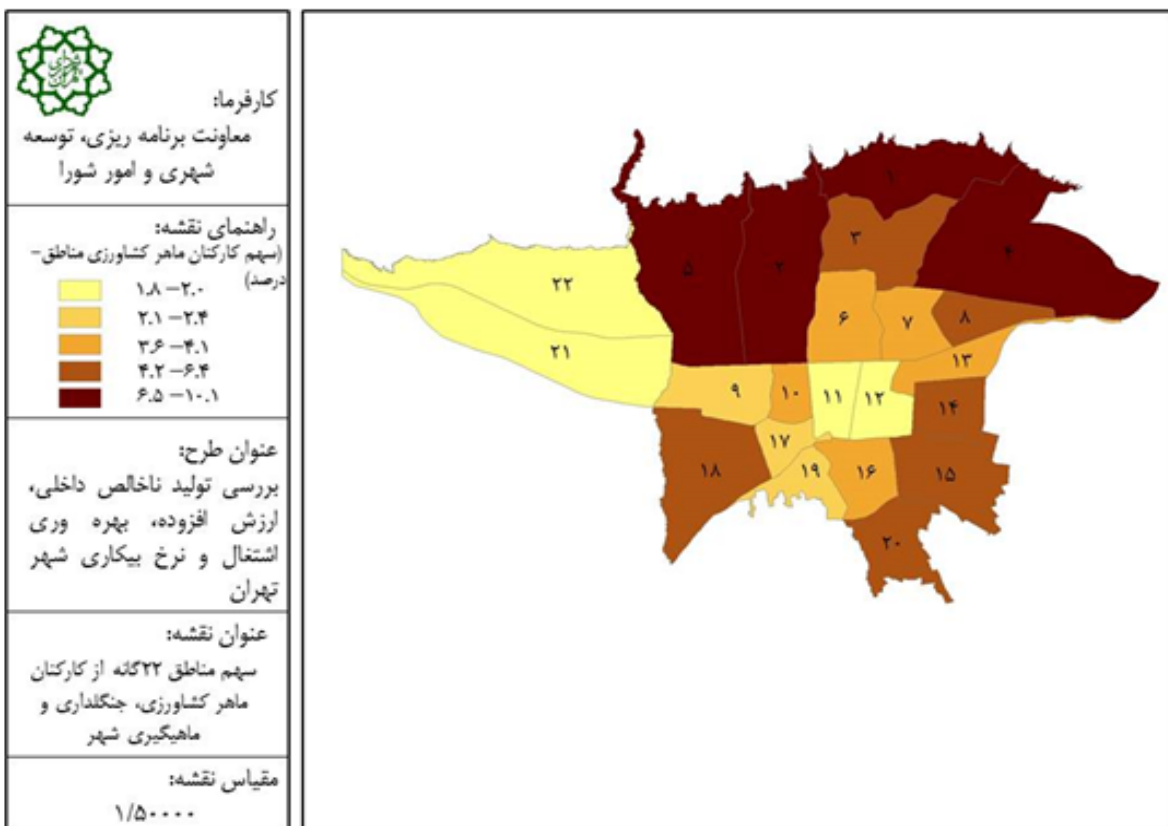 کارفرما:
معاونت برنامه ریزی، توسعه
شهری و امور شورا
راهنمای نقشه:
(سهم کارکنان ماهر کشاورزی مناطق-
درصد)
۱.۸ –۲.۰
۲.۱ –۲.۴
۳.۶ –۴.۱
۴.۲ –۶.۴
۶.۵ –۱۰.۱
عنوان طرح:
بررسی تولید ناخالص داخلی،
ارزش افزوده، بهره وری
اشتغال و نرخ بیکاری شهر
تهران
عنوان نقشه:
سهم مناطق ۲۲گانه از کارکنان
ماهر کشاورزی، جنگلداری و
ماهیگیری شهر
مقیاس نقشه:
۱/۵۰۰۰۰
۱
۲
۳
۴
۵
۶
۷
۸
۹
۱۰
۱۱
۱۲
۱۳
۱۴
۱۵
۱۶
۱۷
۱۸
۱۹
۲۰
۲۱
۲۲